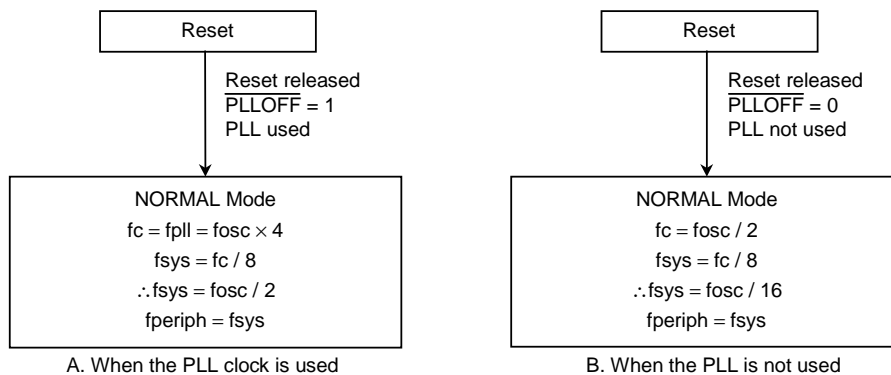 Reset
Reset released
PLLOFF = 1
PLL used
NORMAL Mode
fc = fpll = fosc × 4
fsys = fc / 8
∴fsys = fosc / 2
fperiph = fsys
A. When the PLL clock is used
Reset
Reset released
PLLOFF = 0
PLL not used
NORMAL Mode
fc = fosc / 2
fsys = fc / 8
∴fsys = fosc / 16
fperiph = fsys
B. When the PLL is not used